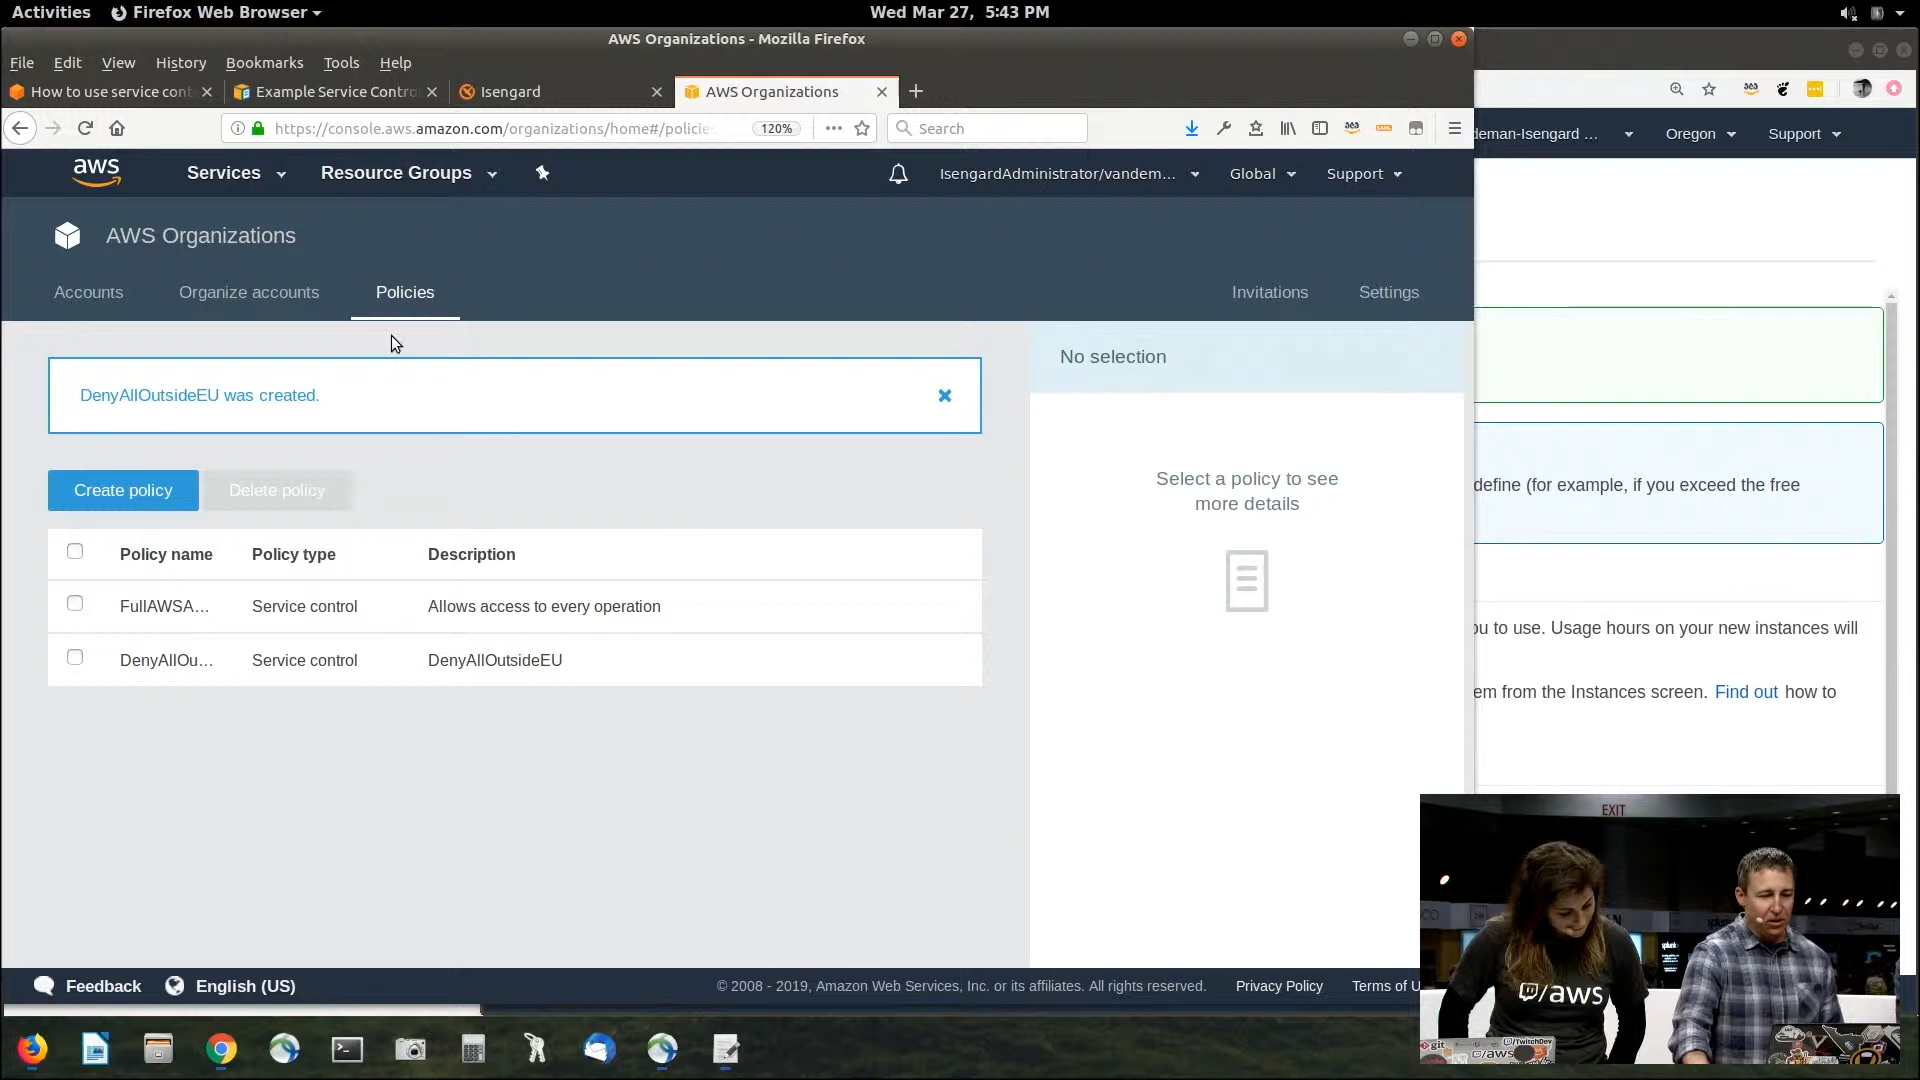 Activities Firefox Web Browser Wed Mar 27, 5:43 PM
AWS Organizations - Mozilla Firefox
File Edit View History Bookmarks Tools Help
How to use service cont Example Service Contro Isengard AWS Organizations
https://console.aws.amazon.com/organizations/home#/policie 120% Search
deman-Isengard ... Oregon Support
aws Services Resource Groups IsengardAdministrator/vandem... Global Support
AWS Organizations
Accounts Organize accounts Policies Invitations Settings
No selection
DenyAllOutsideEU was created.
Select a policy to see
more details
define (for example, if you exceed the free
Create policy Delete policy
Policy name Policy type Description
FullAWSA... Service control Allows access to every operation
DenyAllOu... Service control DenyAllOutsideEU
ou to use. Usage hours on your new instances will
em from the Instances screen. Find out how to
EXIT
splunk
/aws
git /TwitchDev
/aws
Feedback English (US) © 2008 - 2019, Amazon Web Services, Inc. or its affiliates. All rights reserved. Privacy Policy Terms of U